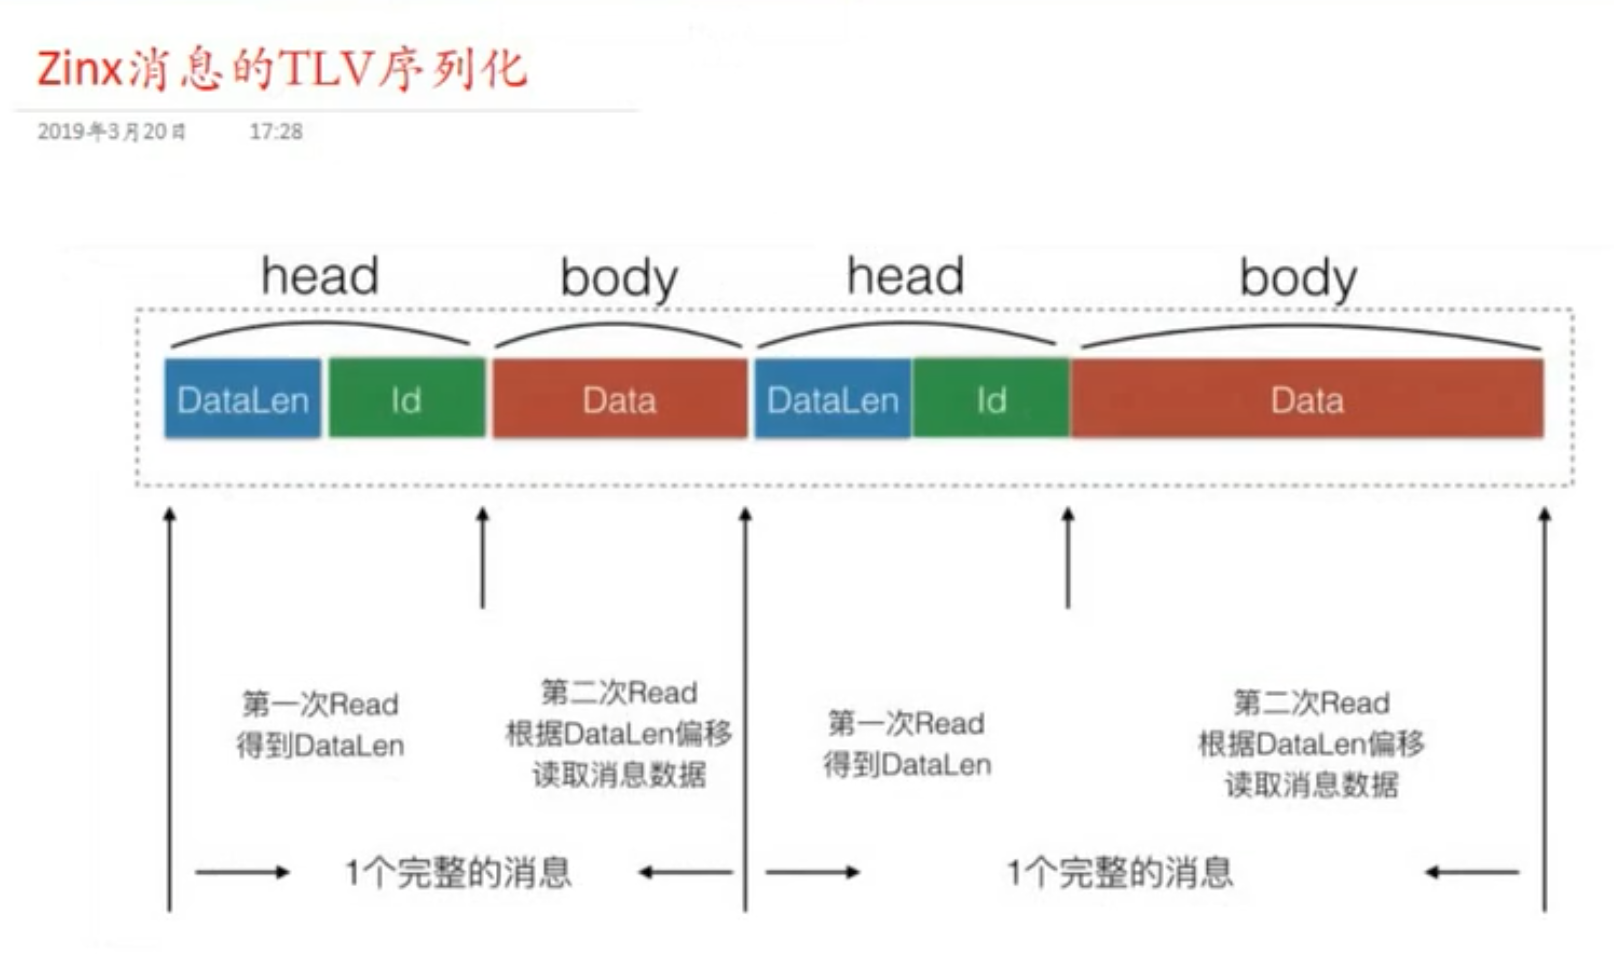 Zinx消息的TLV序列化
2019年3月20日 17:28
head body head body
DataLen Id Data DataLen Id Data
第一次Read
得到DataLen
第二次Read
根据DataLen偏移
读取消息数据
第一次Read
得到DataLen
第二次Read
根据DataLen偏移
读取消息数据
1个完整的消息 1个完整的消息